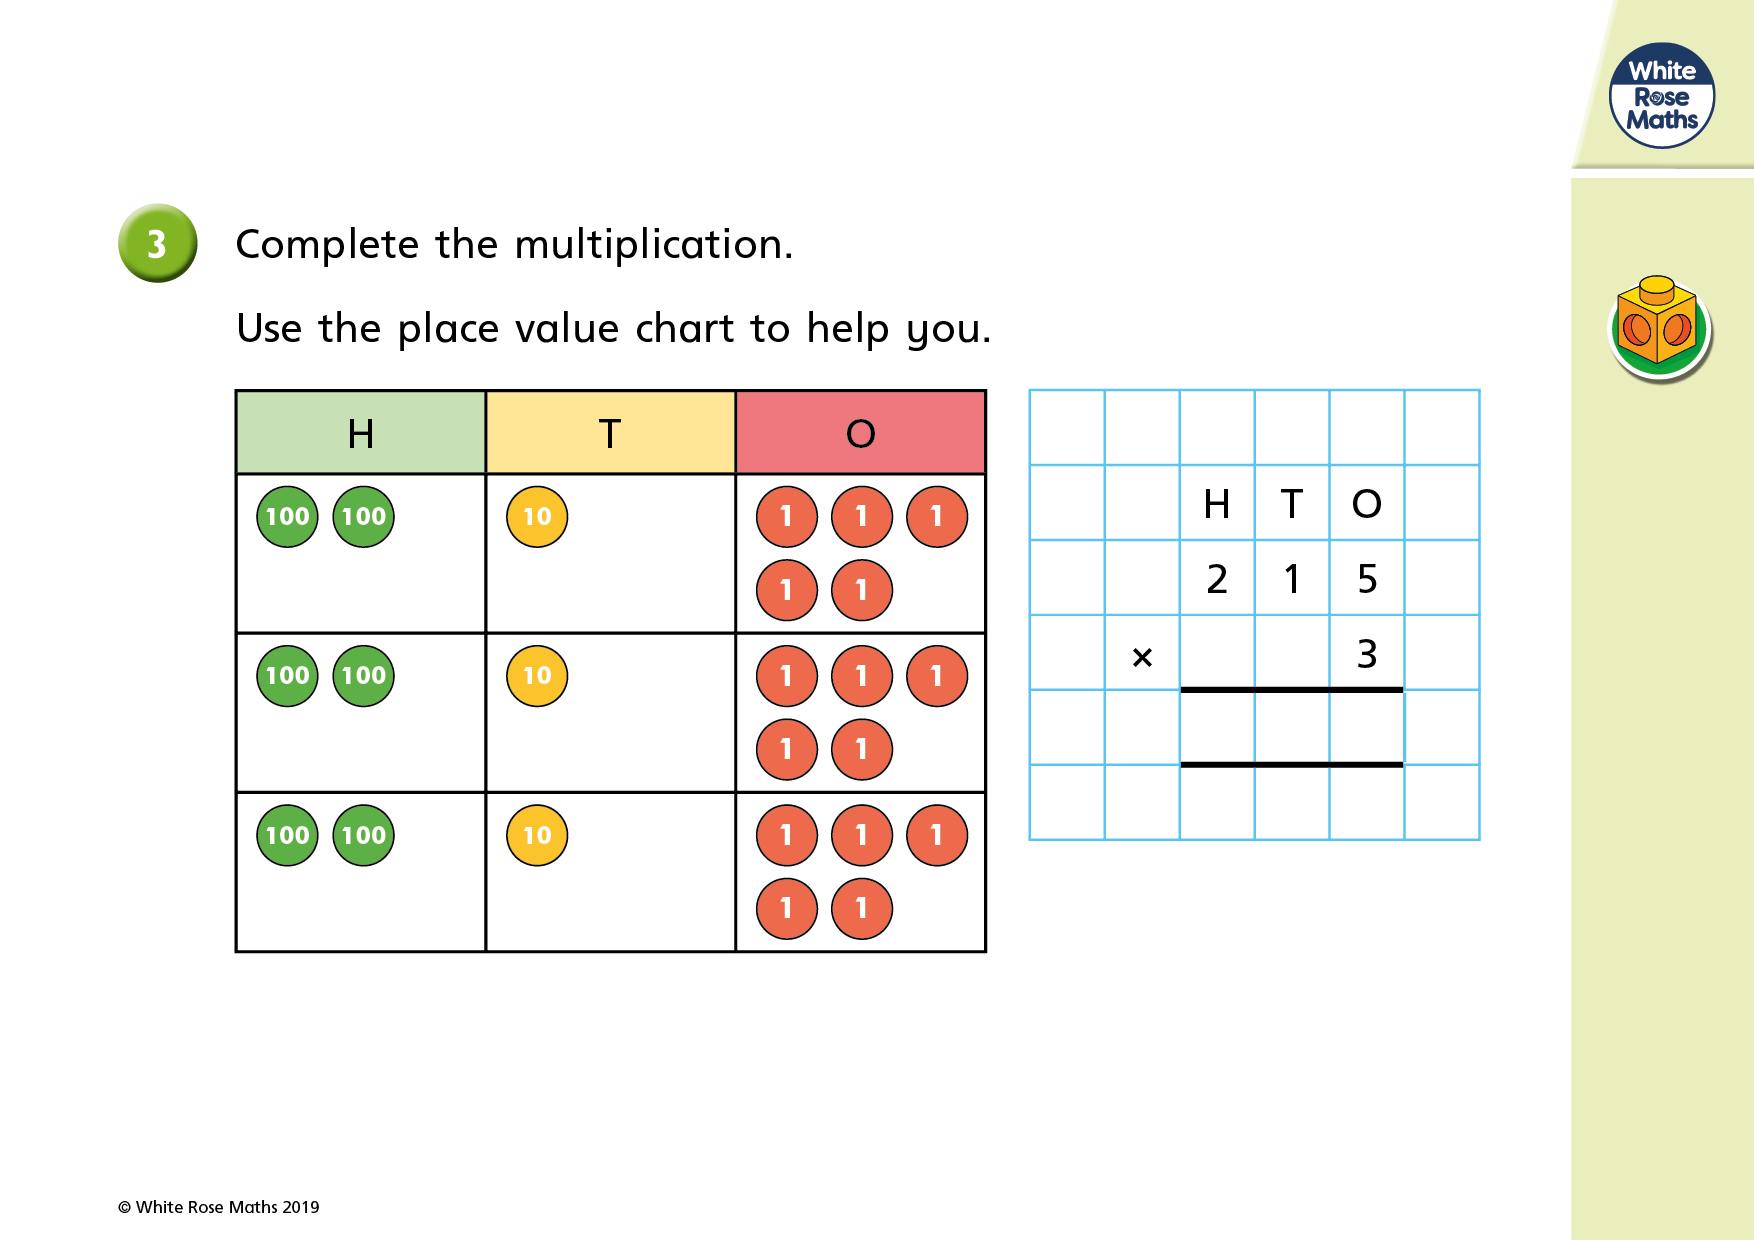 White
Rose
Maths
3 Complete the multiplication.
Use the place value chart to help you.
H T O
100 100 10 1 1 1
1 1
100 100 10 1 1 1
1 1
100 100 10 1 1 1
1 1
H T O
2 1 5
× 3
© White Rose Maths 2019